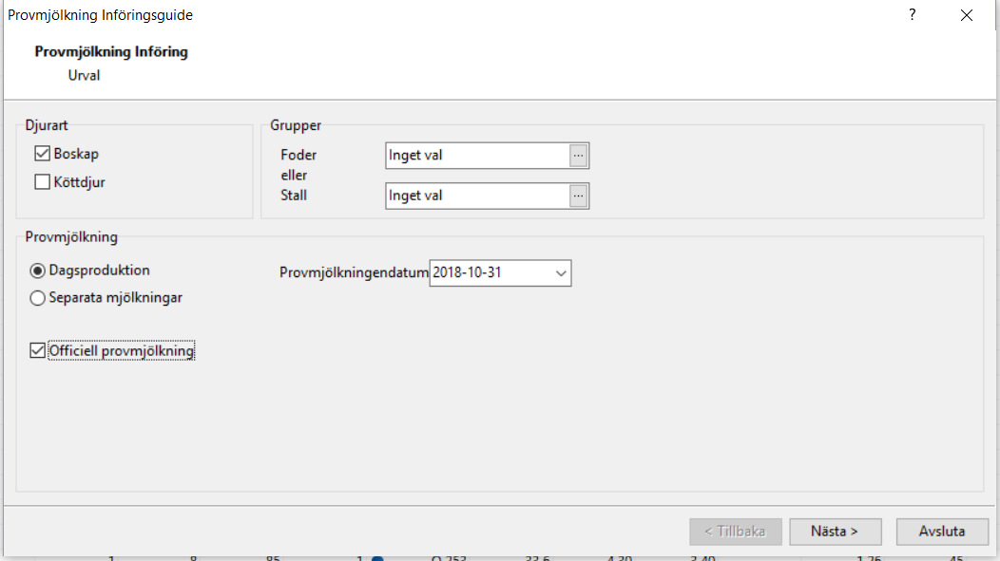 Provmjölkning Införingsguide
?
Provmjölkning Införing
Urval
Djurart
Boskap
Köttdjur
Grupper
Foder
Inget val
...
eller
Stall
Inget val
...
Provmjölkning
Dagsproduktion
Separata mjölkningar
Provmjölkningendatum
2018-10-31
Officiell provmjölkning
< Tillbaka
Nästa >
Avsluta